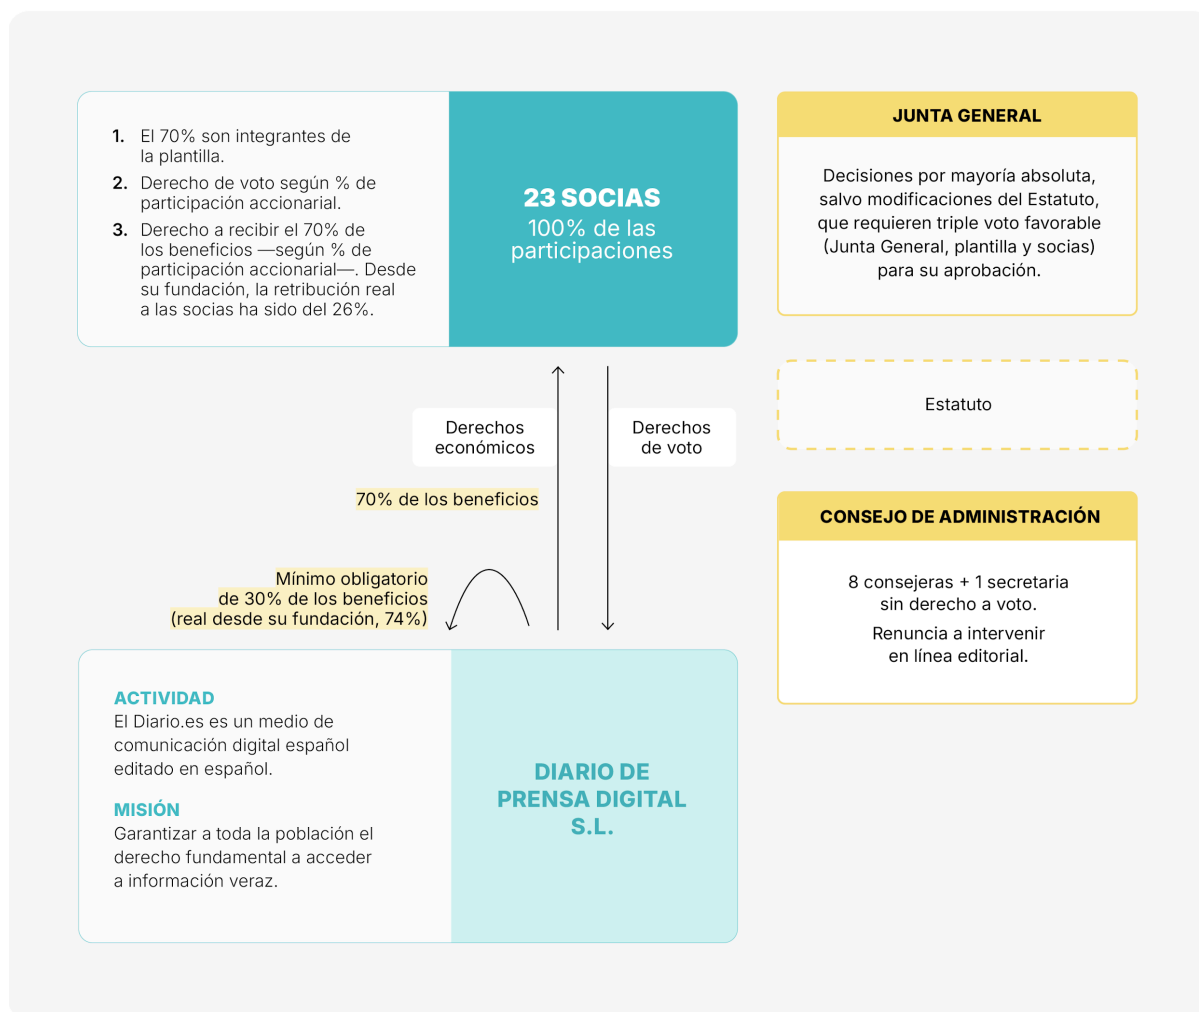 1. El 70% son integrantes de
la plantilla.
2. Derecho de voto según % de
participación accionarial.
3. Derecho a recibir el 70% de
los beneficios —según % de
participación accionarial—. Desde
su fundación, la retribución real
a las socias ha sido del 26%.
23 SOCIAS
100% de las
participaciones
JUNTA GENERAL
Decisiones por mayoría absoluta,
salvo modificaciones del Estatuto,
que requieren triple voto favorable
(Junta General, plantilla y socias)
para su aprobación.
Estatuto
Derechos
económicos
Derechos
de voto
70% de los beneficios
Mínimo obligatorio
de 30% de los beneficios
(real desde su fundación, 74%)
CONSEJO DE ADMINISTRACIÓN
8 consejeras + 1 secretaria
sin derecho a voto.
Renuncia a intervenir
en línea editorial.
ACTIVIDAD
El Diario.es es un medio de
comunicación digital español
editado en español.
MISIÓN
Garantizar a toda la población el
derecho fundamental a acceder
a información veraz.
DIARIO DE
PRENSA DIGITAL
S.L.